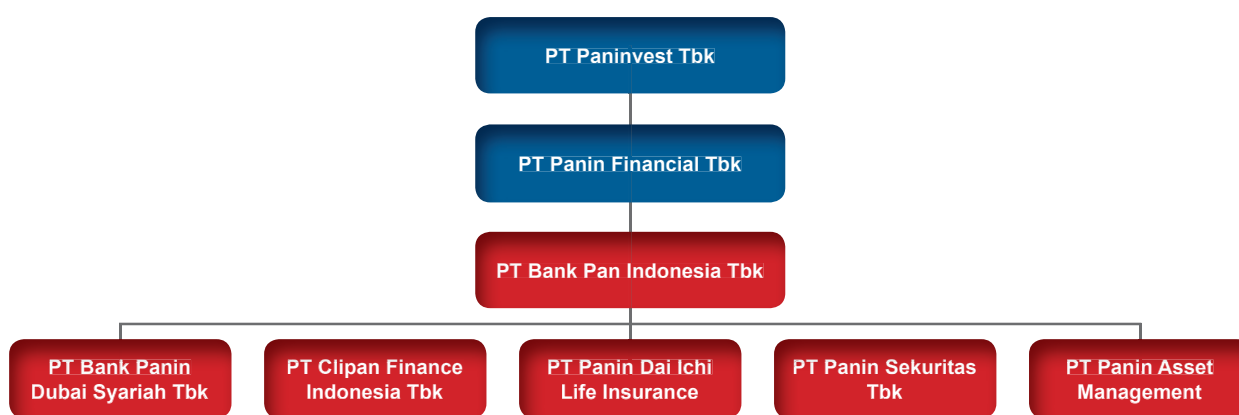 PT Paninvest Tbk
PT Panin Financial Tbk
PT Bank Pan Indonesia Tbk
PT Bank Panin
Dubai Syariah Tbk
PT Clipan Finance
Indonesia Tbk
PT Panin Dai Ichi
Life Insurance
PT Panin Sekuritas
Tbk
PT Panin Asset
Management